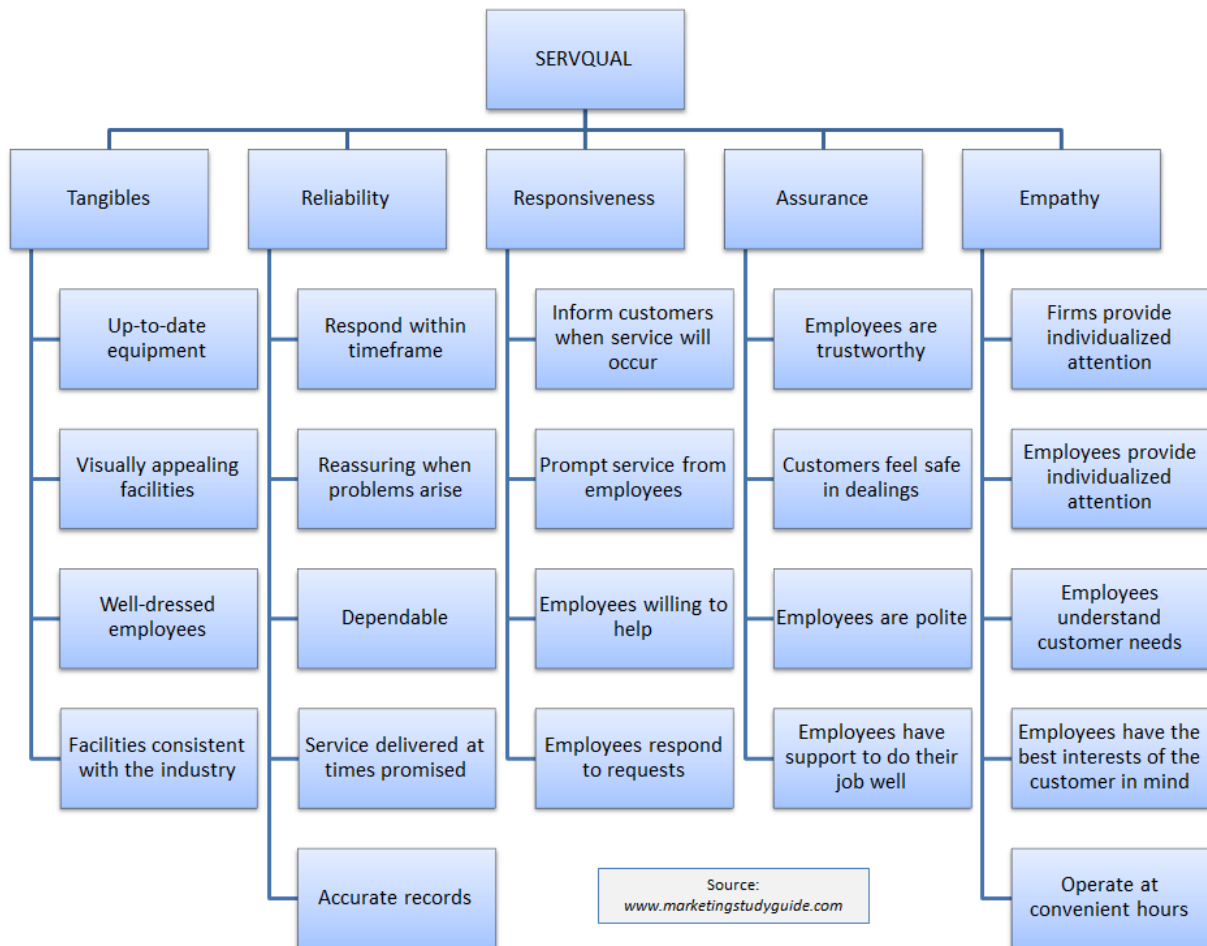 SERVQUAL
Tangibles
Reliability
Responsiveness
Assurance
Empathy
Up-to-date
equipment
Visually appealing
facilities
Well-dressed
employees
Facilities consistent
with the industry
Respond within
timeframe
Reassuring when
problems arise
Dependable
Service delivered at
times promised
Accurate records
Inform customers
when service will
occur
Prompt service from
employees
Employees willing to
help
Employees respond
to requests
Employees are
trustworthy
Customers feel safe
in dealings
Employees are polite
Employees have
support to do their
job well
Firms provide
individualized
attention
Employees provide
individualized
attention
Employees
understand
customer needs
Employees have the
best interests of the
customer in mind
Operate at
convenient hours
Source:
www.marketingstudyguide.com